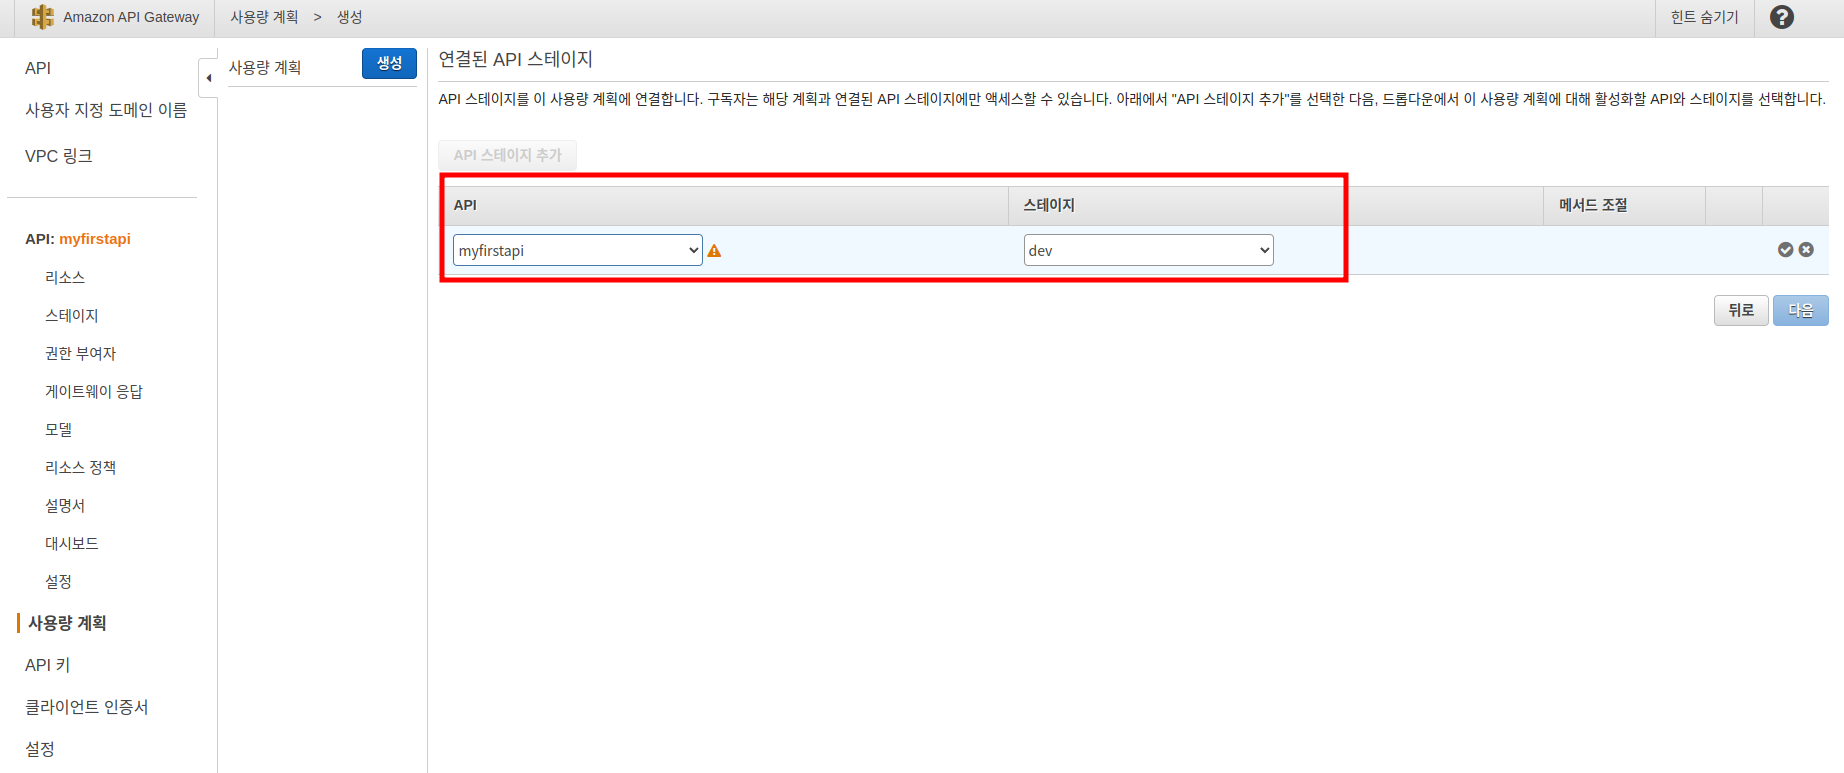 Amazon API Gateway
사용량 계획 > 생성
힌트 숨기기
?
API
사용자 지정 도메인 이름
VPC 링크
API: myfirstapi
리소스
스테이지
권한 부여자
게이트웨이 응답
모델
리소스 정책
설명서
대시보드
설정
사용량 계획
API 키
클라이언트 인증서
설정
사용량 계획
생성
연결된 API 스테이지
API 스테이지를 이 사용량 계획에 연결합니다. 구독자는 해당 계획과 연결된 API 스테이지에만 액세스할 수 있습니다. 아래에서 "API 스테이지 추가"를 선택한 다음, 드롭다운에서 이 사용량 계획에 대해 활성화할 API와 스테이지를 선택합니다.
API 스테이지 추가
API 스테이지 메서드 조절
myfirstapi dev
뒤로 다음